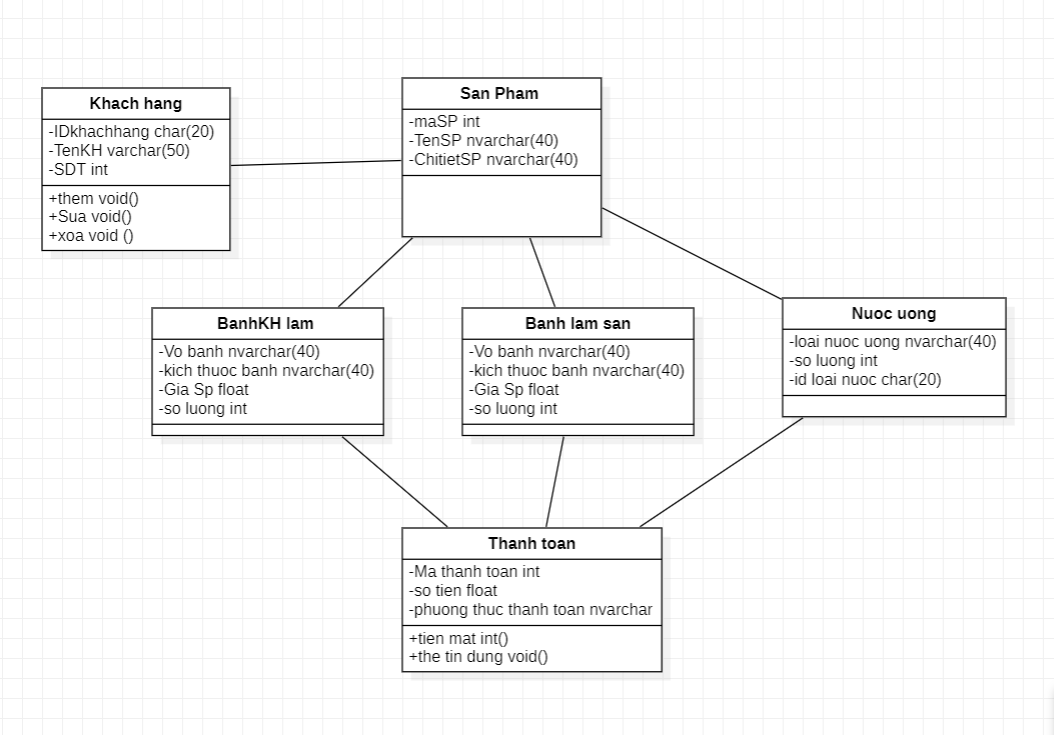 Khach hang
-IDkhachhang char(20)
-TenKH varchar(50)
-SDT int
+them void()
+Sua void()
+xoa void ()
San Pham
-maSP int
-TenSP nvarchar(40)
-ChitietSP nvarchar(40)
BanhKH lam
-Vo banh nvarchar(40)
-kich thuoc banh nvarchar(40)
-Gia Sp float
-so luong int
Banh lam san
-Vo banh nvarchar(40)
-kich thuoc banh nvarchar(40)
-Gia Sp float
-so luong int
Nuoc uong
-loai nuoc uong nvarchar(40)
-so luong int
-id loai nuoc char(20)
Thanh toan
-Ma thanh toan int
-so tien float
-phuong thuc thanh toan nvarchar
+tien mat int()
+the tin dung void()